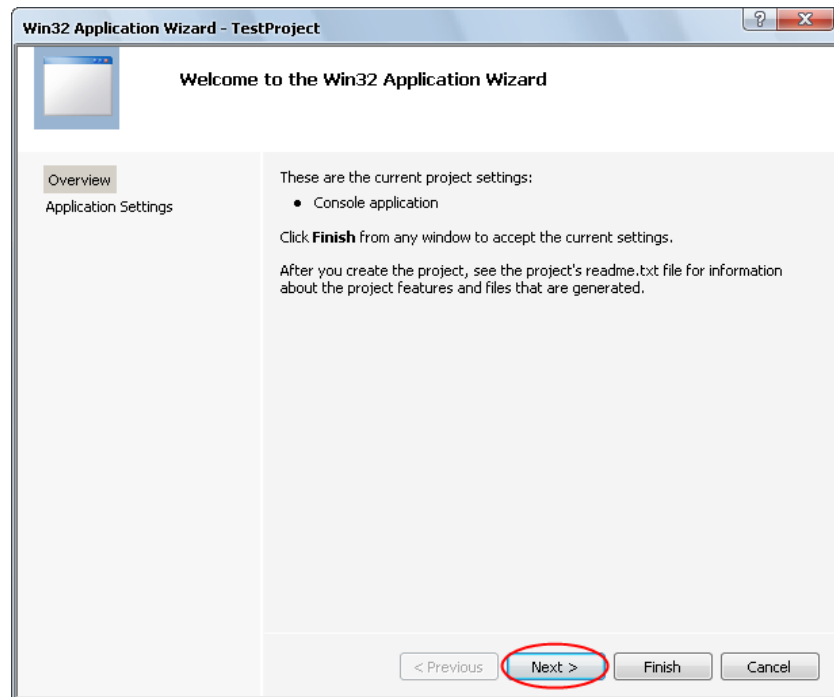 Win32 Application Wizard - TestProject
?
X
Welcome to the Win32 Application Wizard
Overview
Application Settings
These are the current project settings:
• Console application
Click Finish from any window to accept the current settings.
After you create the project, see the project's readme.txt file for information
about the project features and files that are generated.
< Previous
Next >
Finish
Cancel